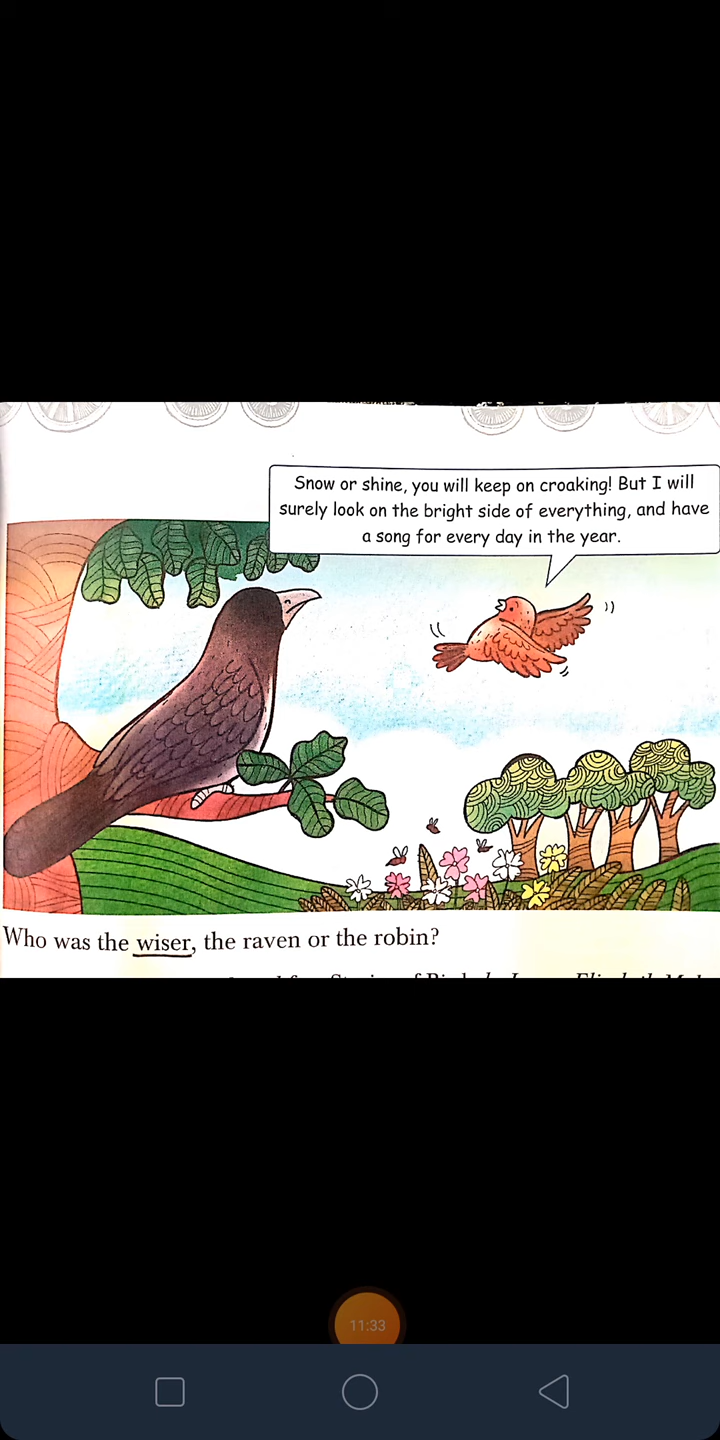 Snow or shine, you will keep on croaking! But I will
surely look on the bright side of everything, and have
a song for every day in the year.
Who was the wiser, the raven or the robin?
11:33